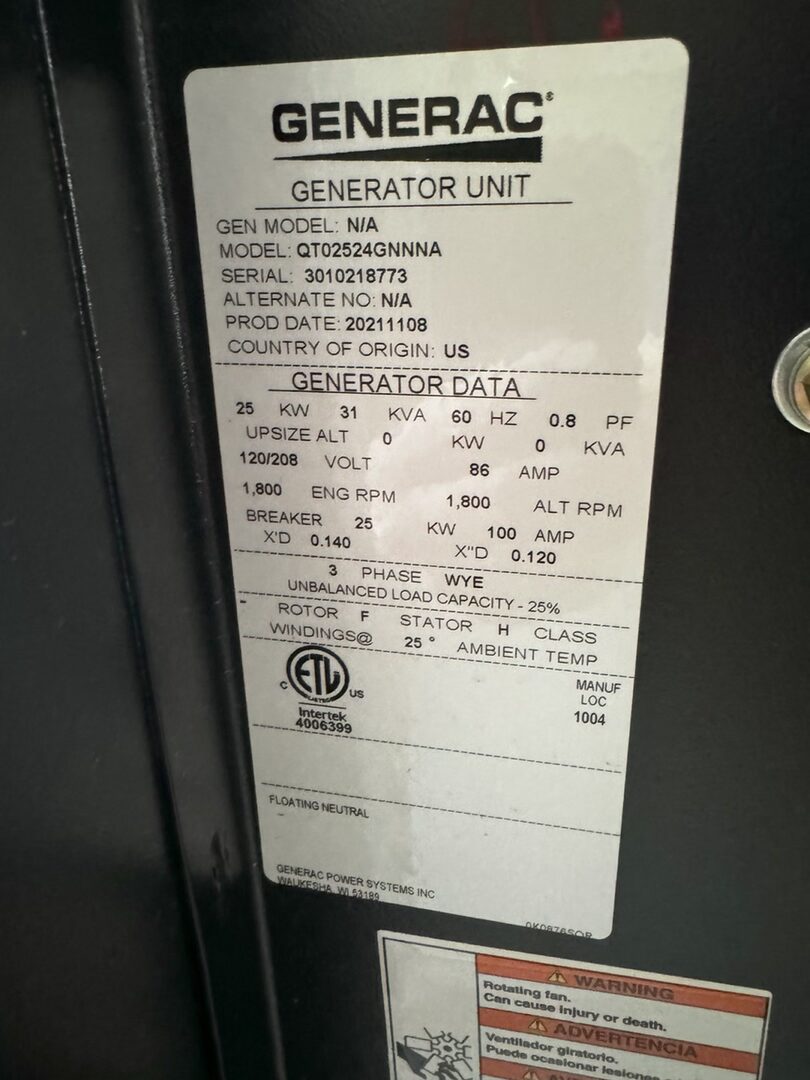 GENERAC®
GENERATOR UNIT
GEN MODEL: N/A
MODEL: QT02524GNNNA
SERIAL: 3010218773
ALTERNATE NO: N/A
PROD DATE: 20211108
COUNTRY OF ORIGIN: US
GENERATOR DATA
25 KW 31 KVA 60 HZ 0.8 PF
UPSIZE ALT 0 KW 0 KVA
120/208 VOLT 86 AMP
1,800 ENG RPM 1,800 ALT RPM
BREAKER 25 KW 100 AMP
X'D 0.140 X"D 0.120
3 PHASE WYE
UNBALANCED LOAD CAPACITY - 25%
ROTOR F STATOR H CLASS
WINDINGS@ 25 ° AMBIENT TEMP
C ETL US
Intertek
4006399
MANUF
LOC
1004
FLOATING NEUTRAL
GENERAC POWER SYSTEMS INC
WAUKESHA, WI 53189
WARNING
Rotating fan.
Can cause injury or death.
ADVERTENCIA
Ventilador giratorio.
Puede ocasionar lesiones